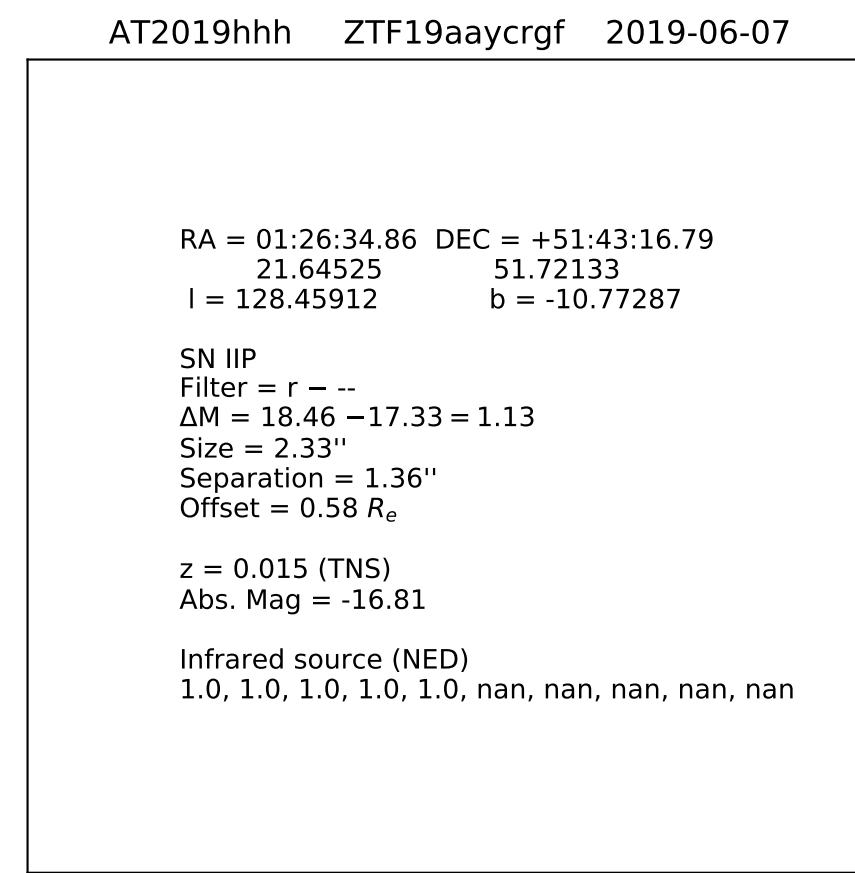 AT2019hhh ZTF19aaycrgf 2019-06-07
RA = 01:26:34.86 DEC = +51:43:16.79
21.64525 51.72133
l = 128.45912 b = -10.77287
SN IIP
Filter = r − --
ΔM = 18.46 −17.33 = 1.13
Size = 2.33''
Separation = 1.36''
Offset = 0.58 Rₑ
z = 0.015 (TNS)
Abs. Mag = -16.81
Infrared source (NED)
1.0, 1.0, 1.0, 1.0, 1.0, nan, nan, nan, nan, nan